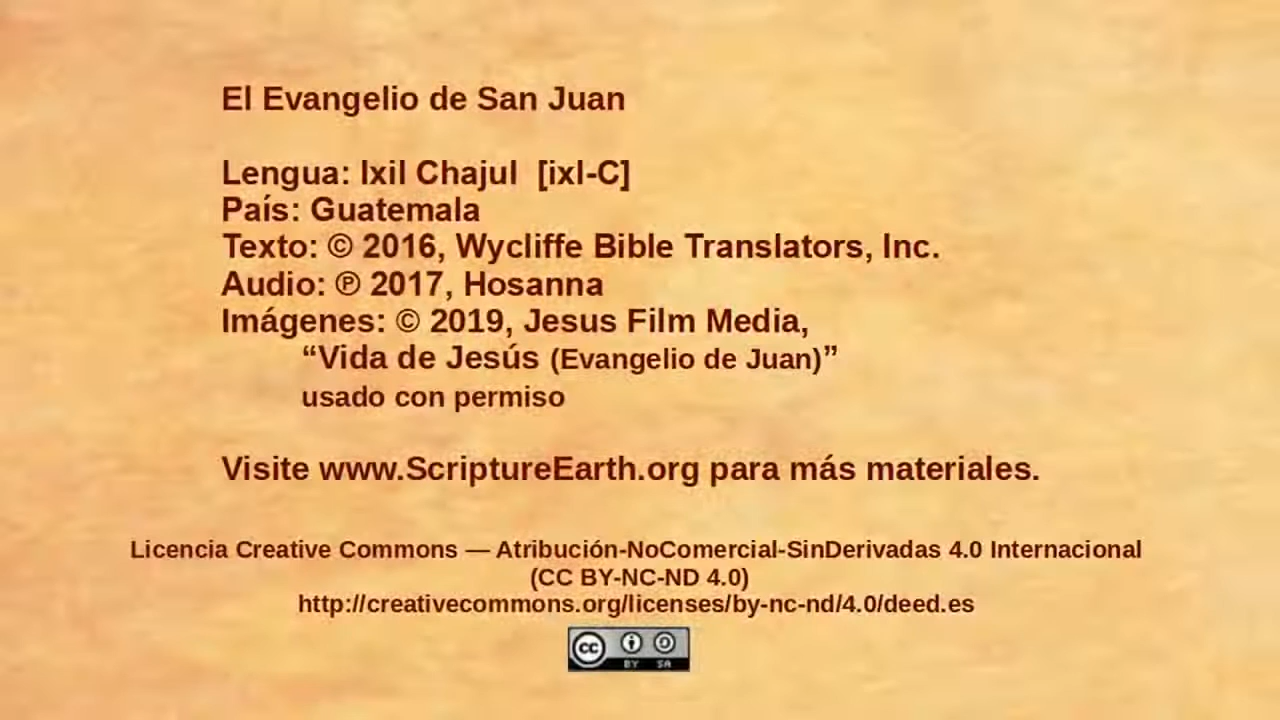 El Evangelio de San Juan
Lengua: Ixil Chajul [ixl-C]
País: Guatemala
Texto: © 2016, Wycliffe Bible Translators, Inc.
Audio: ℗ 2017, Hosanna
Imágenes: © 2019, Jesus Film Media,
“Vida de Jesús (Evangelio de Juan)”
usado con permiso
Visite www.ScriptureEarth.org para más materiales.
Licencia Creative Commons — Atribución-NoComercial-SinDerivadas 4.0 Internacional
(CC BY-NC-ND 4.0)
http://creativecommons.org/licenses/by-nc-nd/4.0/deed.es
cc
BY SA